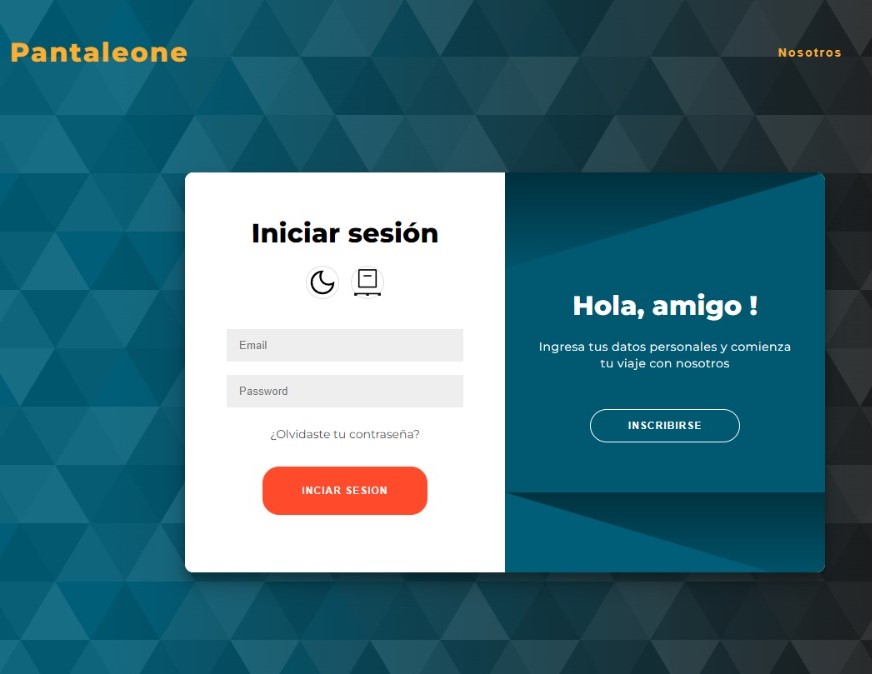 Pantaleone
Nosotros
Iniciar sesión
Email
Password
¿Olvidaste tu contraseña?
INCIAR SESION
Hola, amigo !
Ingresa tus datos personales y comienza
tu viaje con nosotros
INSCRIBIRSE